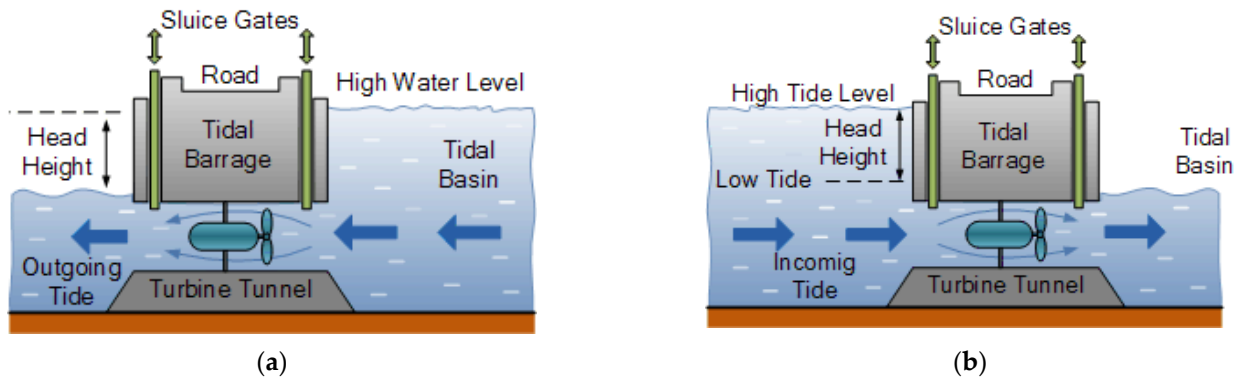 Sluice Gates
Road
High Water Level
Head
Height
Tidal
Barrage
Tidal
Basin
Outgoing
Tide
Turbine Tunnel
(a)
Sluice Gates
Road
High Tide Level
Head
Height
Tidal
Barrage
Tidal
Basin
Low Tide
Incomig
Tide
Turbine Tunnel
(b)